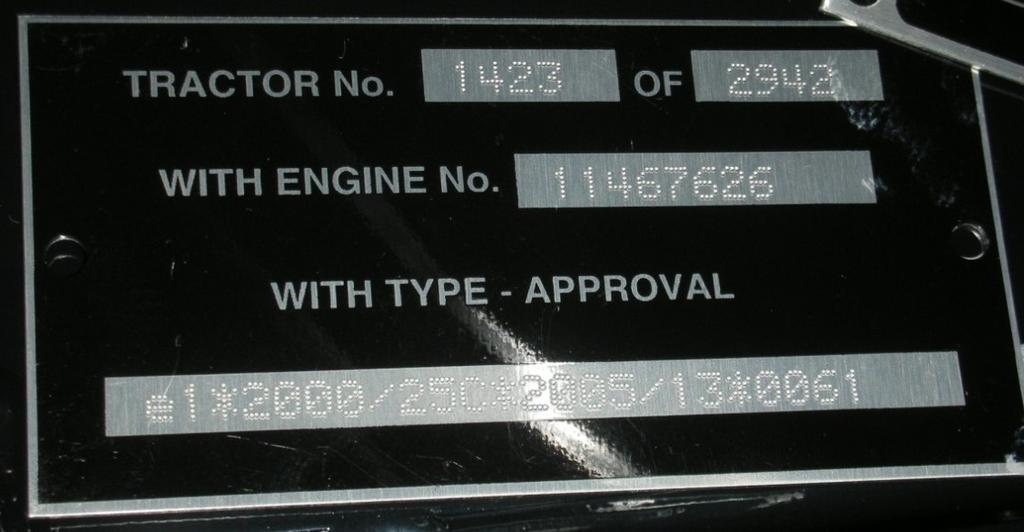 TRACTOR No. 1423 OF 2942
WITH ENGINE No. 11467626
WITH TYPE - APPROVAL
e1*2000/25C*2005/13*0061